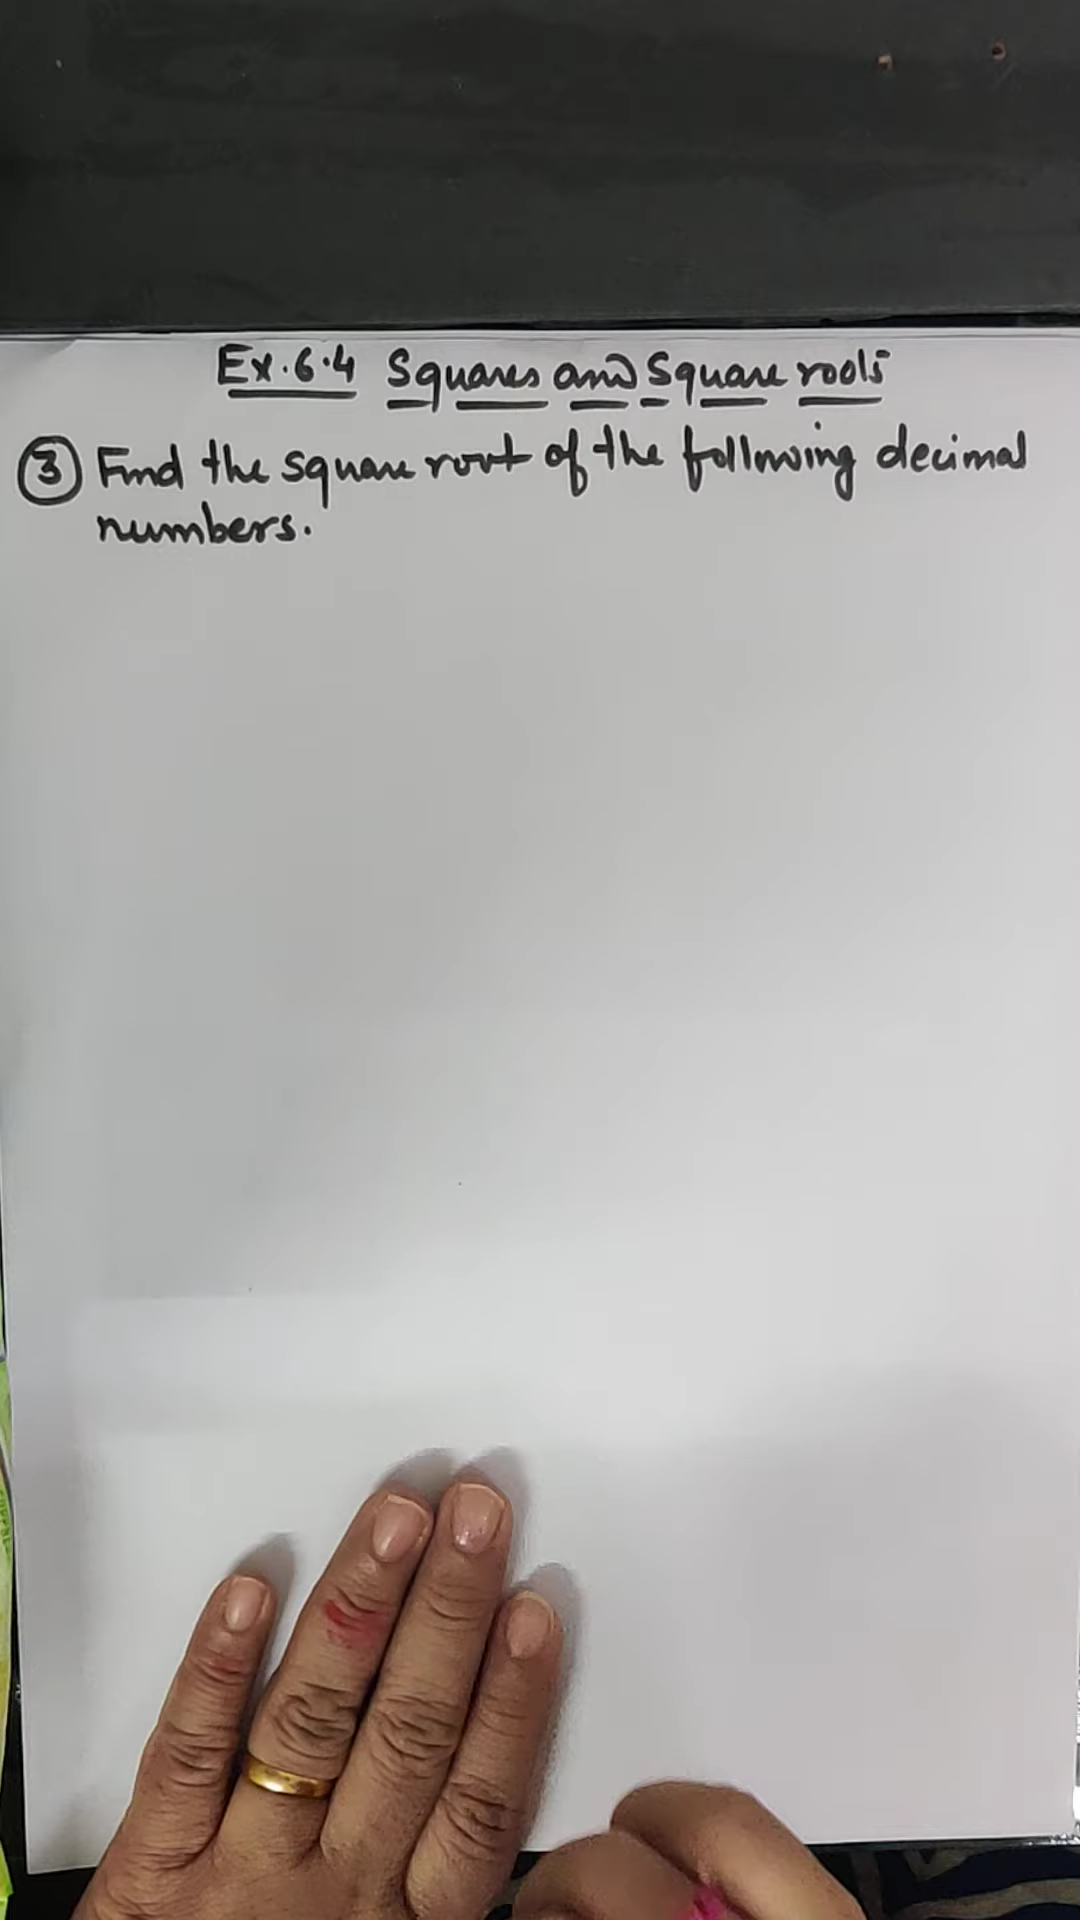 Ex.6.4 Squares and Square roots
③ Find the square root of the following decimal
numbers.